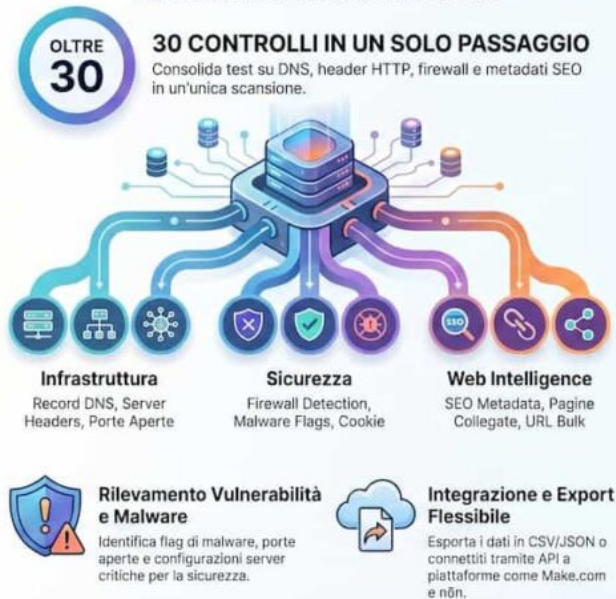 OLTRE
30
30 CONTROLLI IN UN SOLO PASSAGGIO
Consolida test su DNS, header HTTP, firewall e metadati SEO
in un'unica scansione.
SSO
Infrastruttura
Record DNS, Server
Headers, Porte Aperte
Sicurezza
Firewall Detection,
Malware Flags, Cookie
Web Intelligence
SEO Metadata, Pagine
Collegate, URL Bulk
Rilevamento Vulnerabilità
e Malware
Identifica flag di malware, porte
aperte e configurazioni server
critiche per la sicurezza.
Integrazione e Export
Flessibile
Esporta i dati in CSV/JSON o
connettiti tramite API a
piattaforme come Make.com
e nōn.